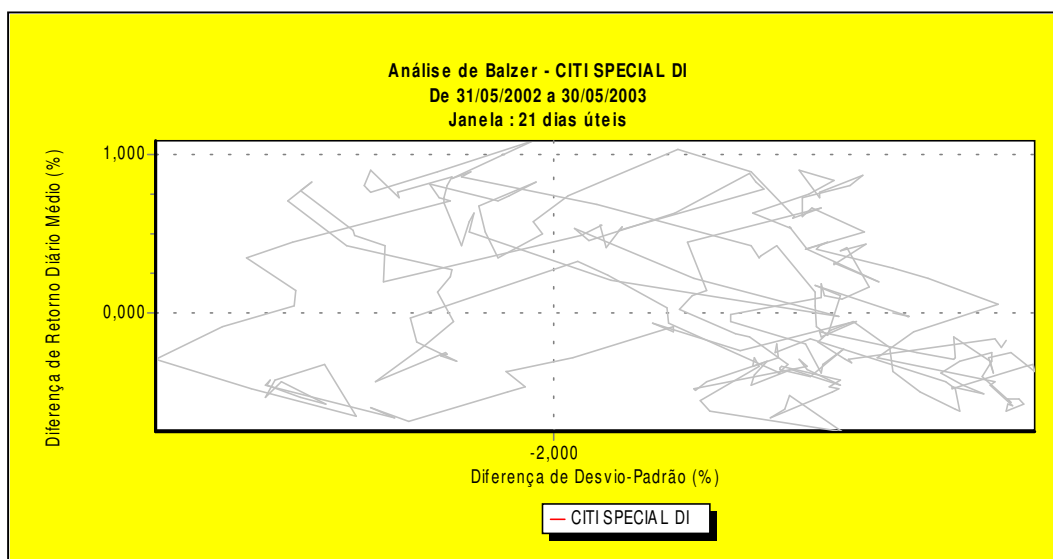 Análise de Balzer - CITI SPECIAL DI
De 31/05/2002 a 30/05/2003
Janela : 21 dias úteis
Diferença de Retorno Diário Médio (%)
1,000
0,000
-2,000
Diferença de Desvio-Padrão (%)
CITI SPECIAL DI